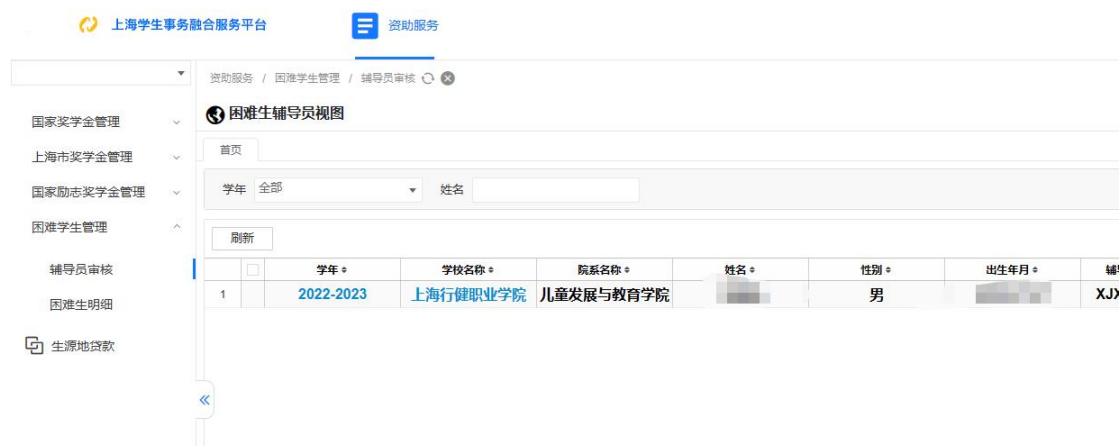 上海学生事务融合服务平台
资助服务
资助服务 / 困难学生管理 / 辅导员审核
困难生辅导员视图
国家奖学金管理
首页
上海市奖学金管理
学年 全部 姓名
国家励志奖学金管理
困难学生管理
刷新
辅导员审核
学年 学校名称 院系名称 姓名 性别 出生年月
1 2022-2023 上海行健职业学院 儿童发展与教育学院 男 XJX
困难生明细
生源地贷款